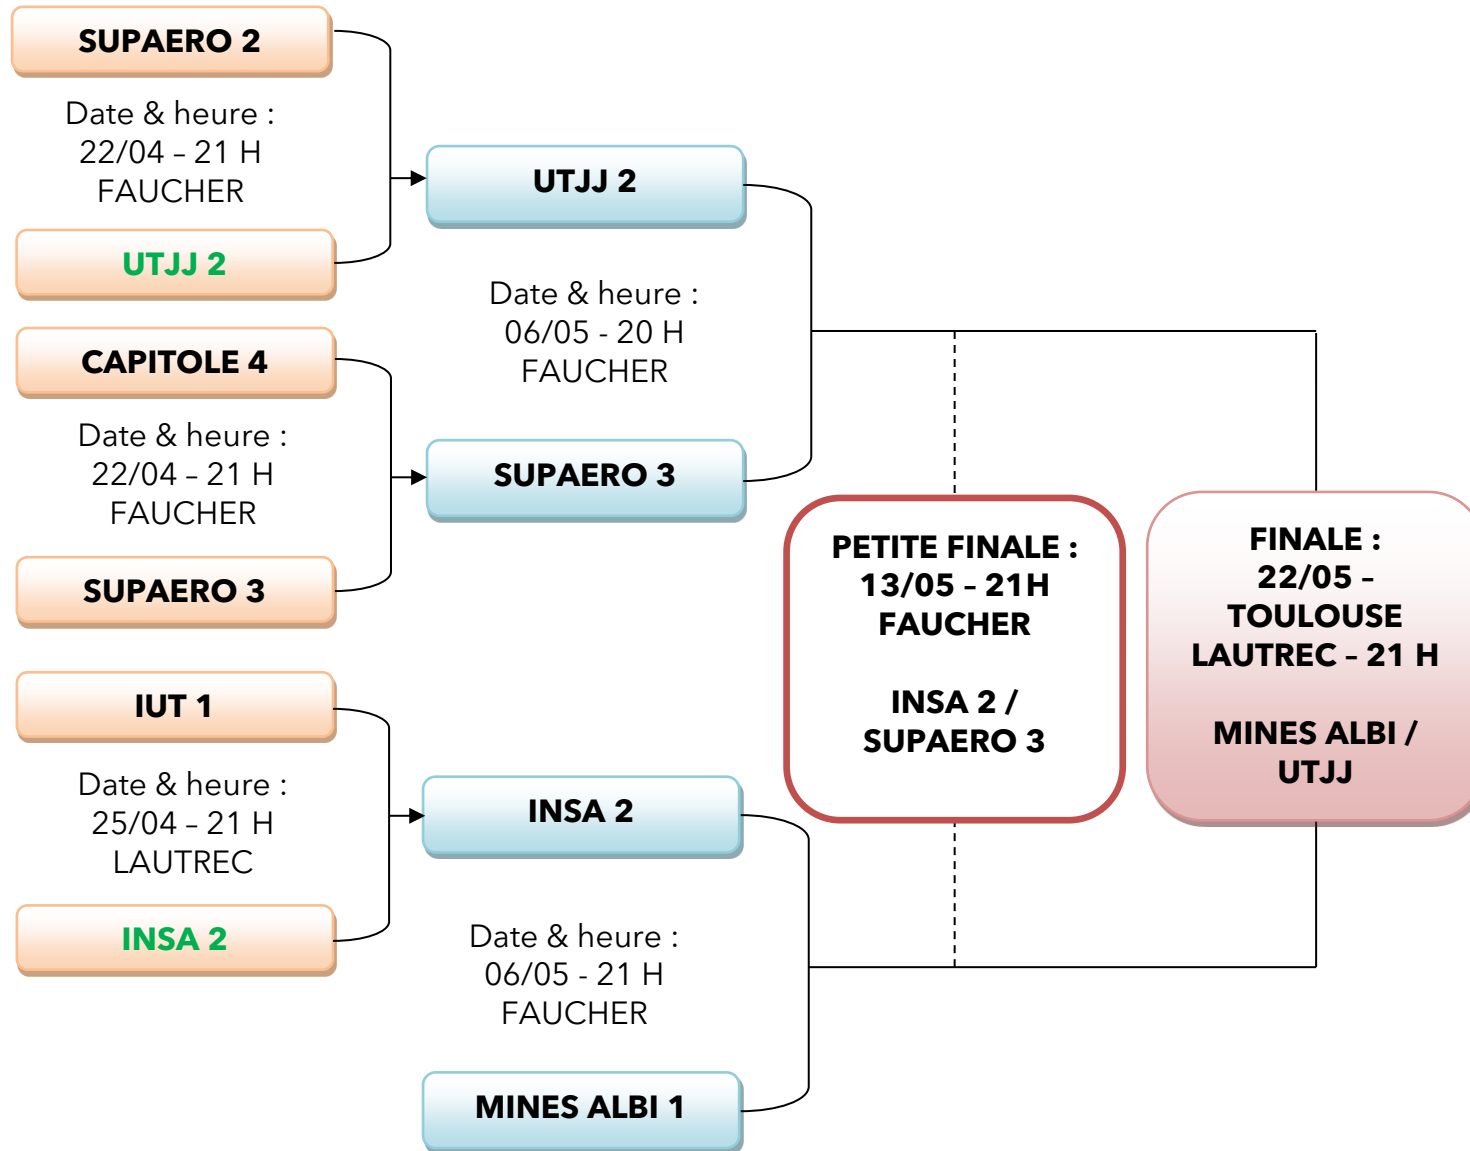 SUPAERO 2
Date & heure :
22/04 – 21 H
FAUCHER
UTJJ 2
CAPITOLE 4
Date & heure :
22/04 – 21 H
FAUCHER
SUPAERO 3
IUT 1
Date & heure :
25/04 – 21 H
LAUTREC
INSA 2
UTJJ 2
Date & heure :
06/05 - 20 H
FAUCHER
SUPAERO 3
INSA 2
Date & heure :
06/05 - 21 H
FAUCHER
MINES ALBI 1
PETITE FINALE :
13/05 – 21H
FAUCHER
INSA 2 /
SUPAERO 3
FINALE :
22/05 –
TOULOUSE
LAUTREC – 21 H
MINES ALBI /
UTJJ